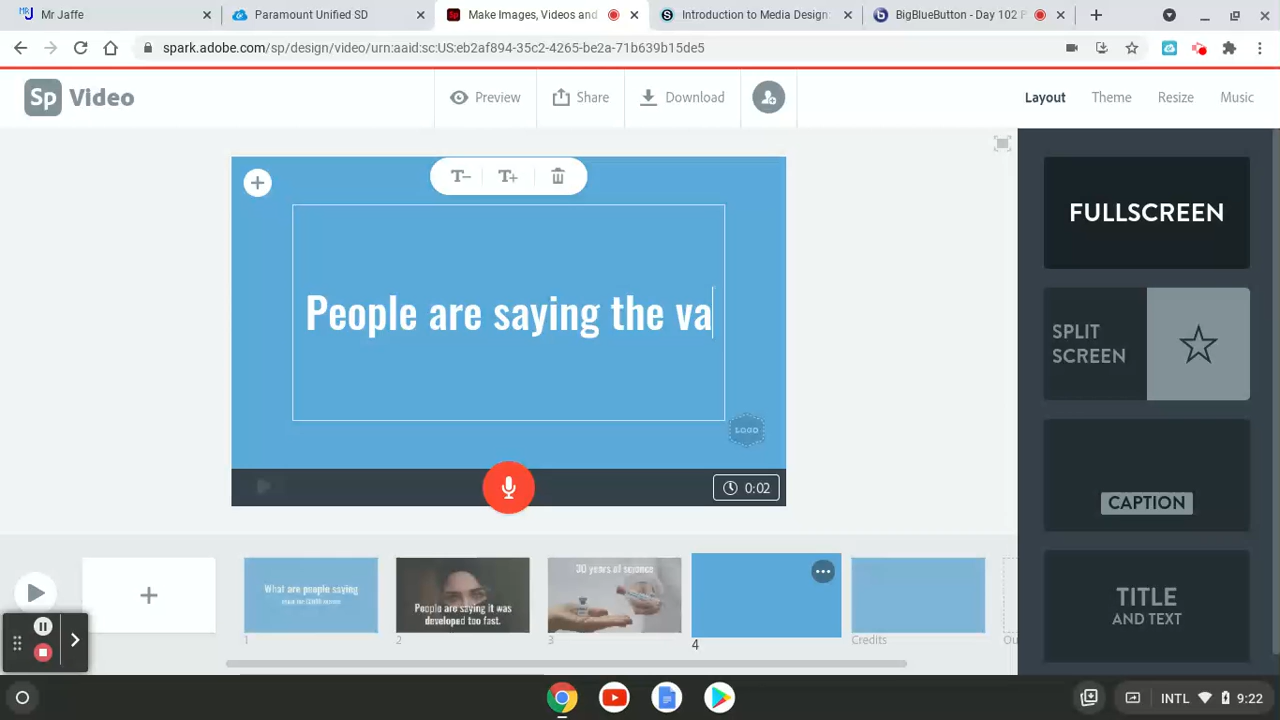 Mr Jaffe
Paramount Unified SD
Make Images, Videos and
Introduction to Media Design
BigBlueButton - Day 102 P
spark.adobe.com/sp/design/video/urn:aaid:sc:US:eb2af894-35c2-4265-be2a-71b639b15de5
Sp Video
Preview
Share
Download
Layout
Theme
Resize
Music
T-
T+
People are saying the va
LOGO
0:02
FULLSCREEN
SPLIT
SCREEN
CAPTION
TITLE
AND TEXT
What are people saying
People are saying it was
developed too fast.
30 years of science
1
2
3
4
Credits
Ou
INTL
9:22